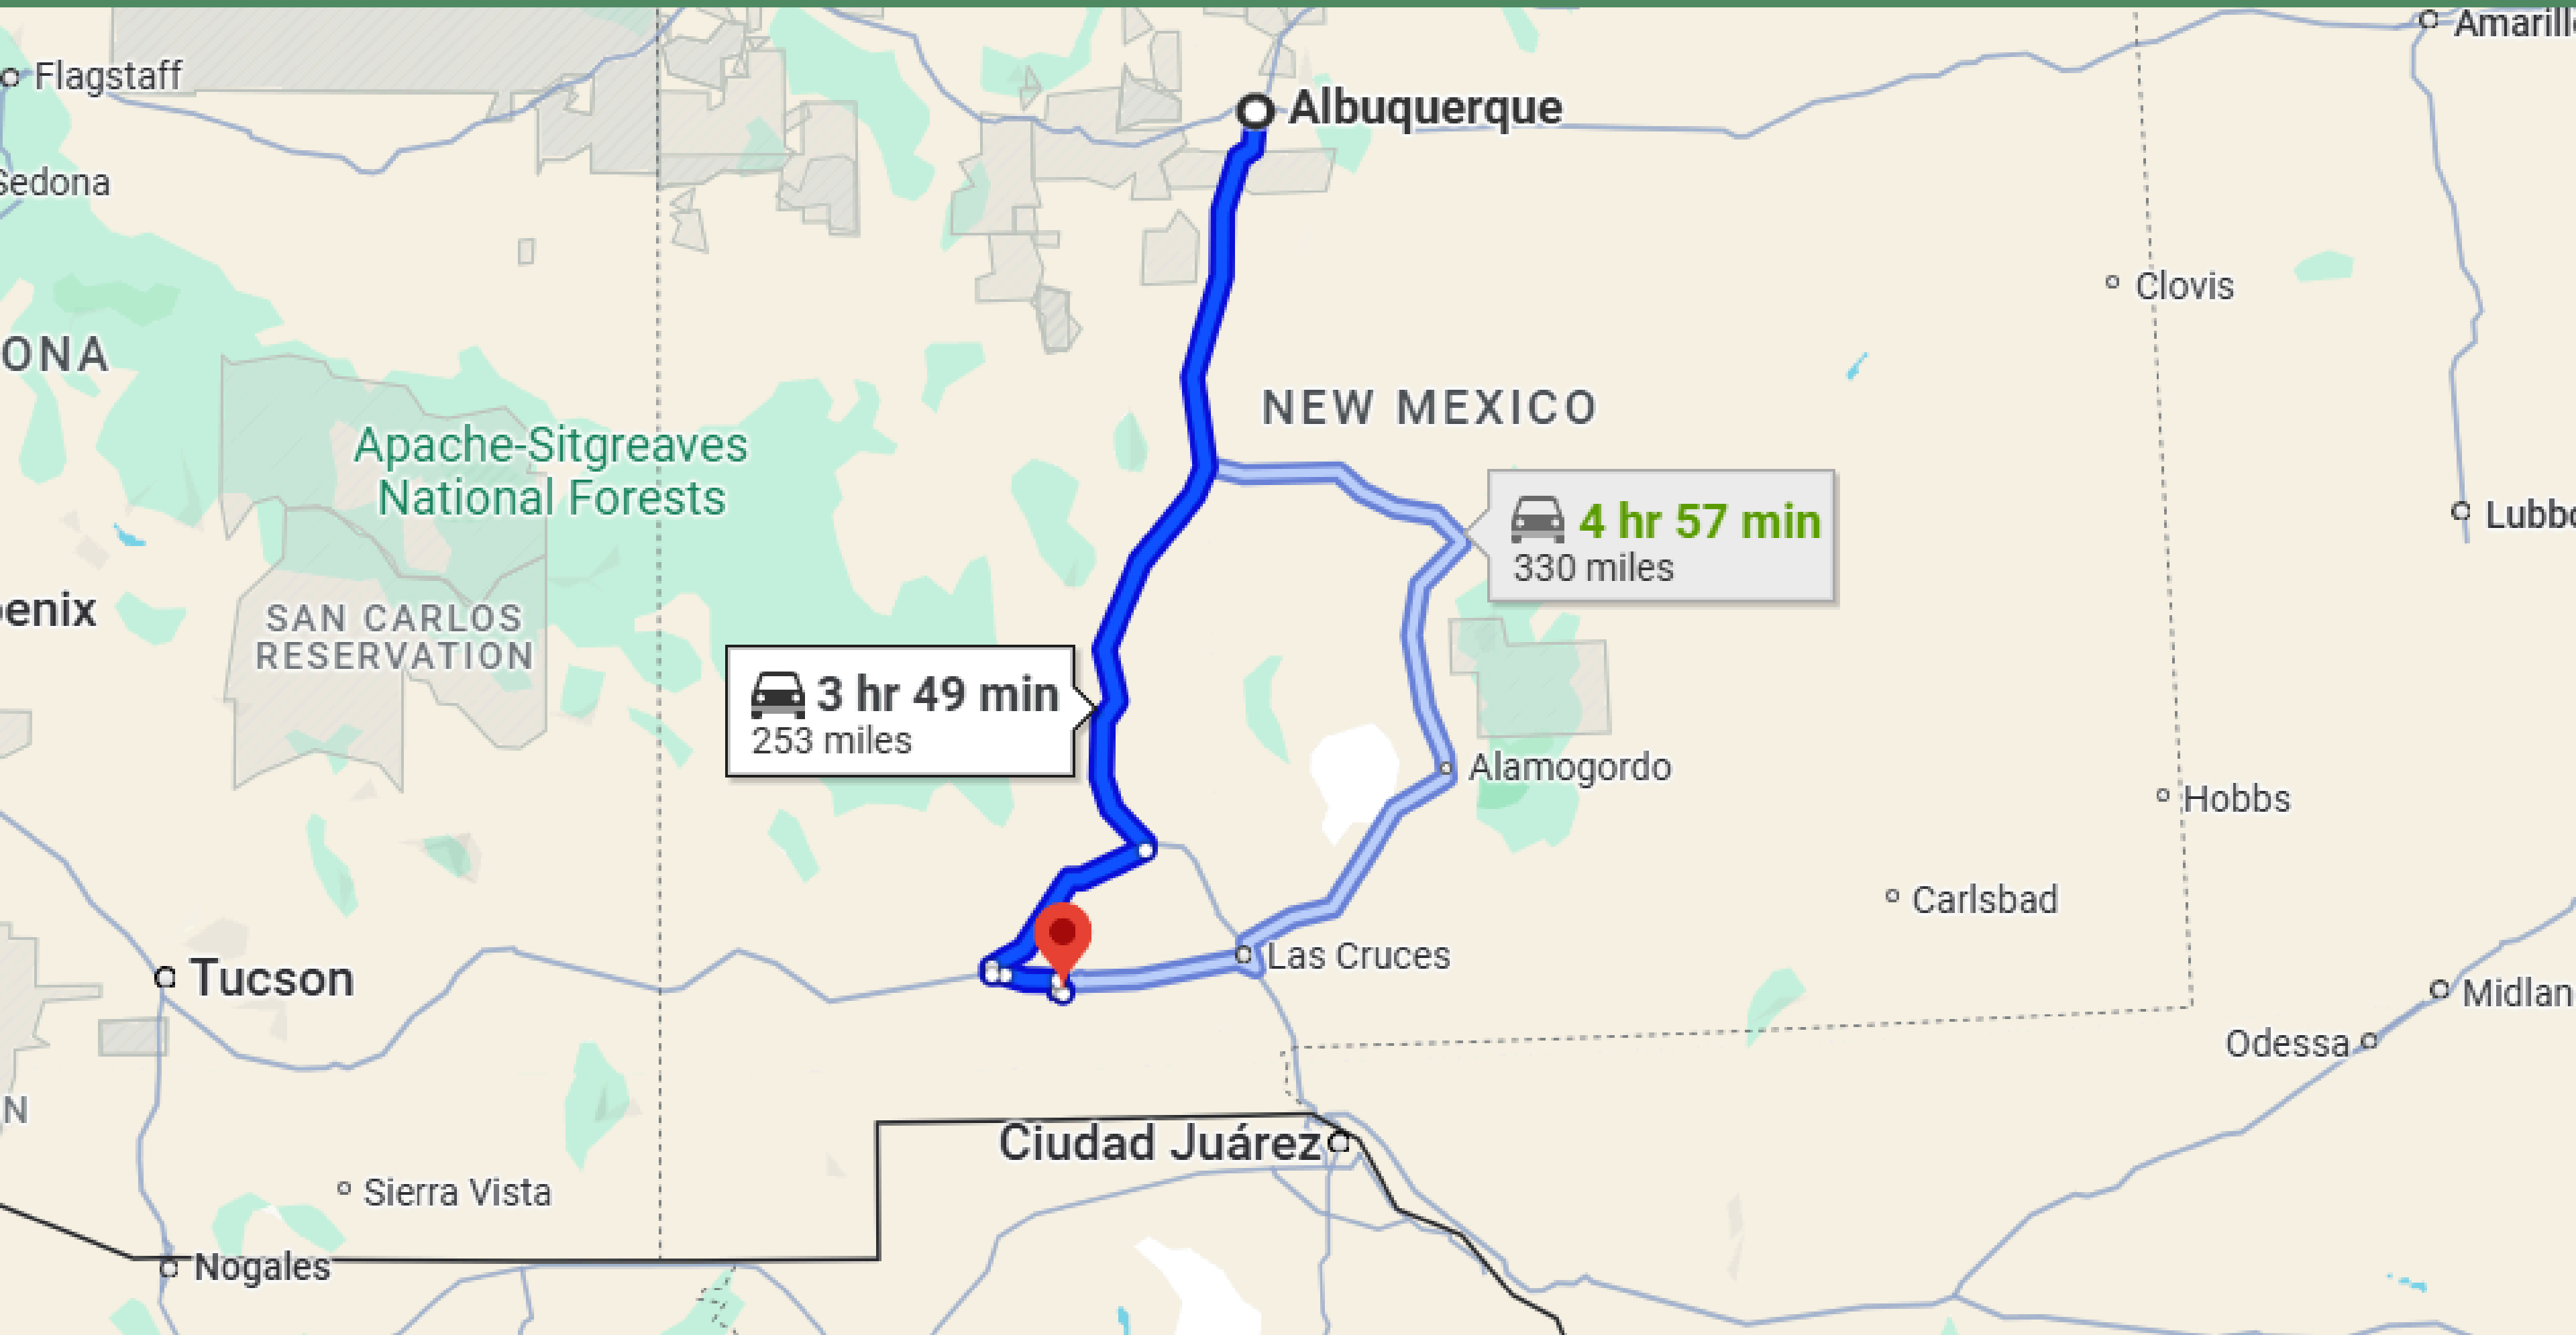 Amarill
Flagstaff
Albuquerque
Sedona
Clovis
ONA
NEW MEXICO
Apache-Sitgreaves
National Forests
4 hr 57 min
330 miles
Lubbo
enix
SAN CARLOS
RESERVATION
3 hr 49 min
253 miles
Alamogordo
Hobbs
Carlsbad
Las Cruces
Tucson
Midlan
Odessa
N
Ciudad Juárez
Sierra Vista
Nogales